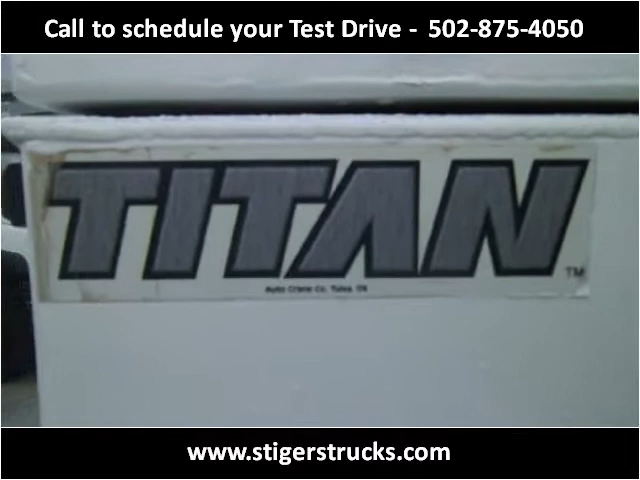 Call to schedule your Test Drive - 502-875-4050
TITAN
TM
Auto Crane Co. Tulsa, OK
www.stigerstrucks.com